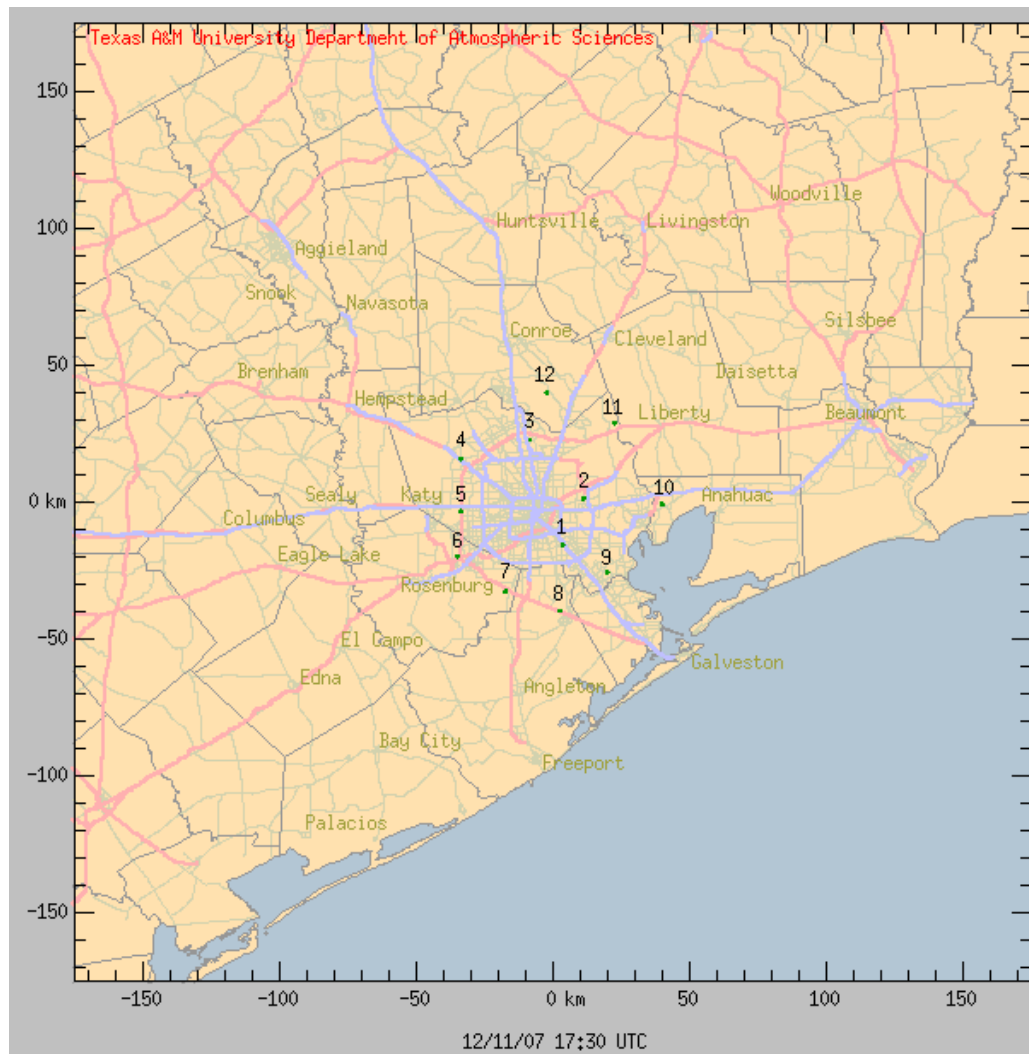 Texas A&M University Department of Atmospheric Sciences
150
Woodville
100
Huntsville
Livingston
Aggieland
Snook
Navasota
Silsbee
Conroe
Cleveland
50
Brenham
12
Daisetta
Hempstead
11
Liberty
Beaumont
3
4
2
0 km
Sealy
Katy
5
10
Anahuac
Columbus
1
Eagle Lake
6
9
Rosenburg
7
8
-50
El Campo
Galveston
Edna
Angleton
Bay City
Freeport
-100
Palacios
-150
-150
-100
-50
0 km
50
100
150
12/11/07 17:30 UTC